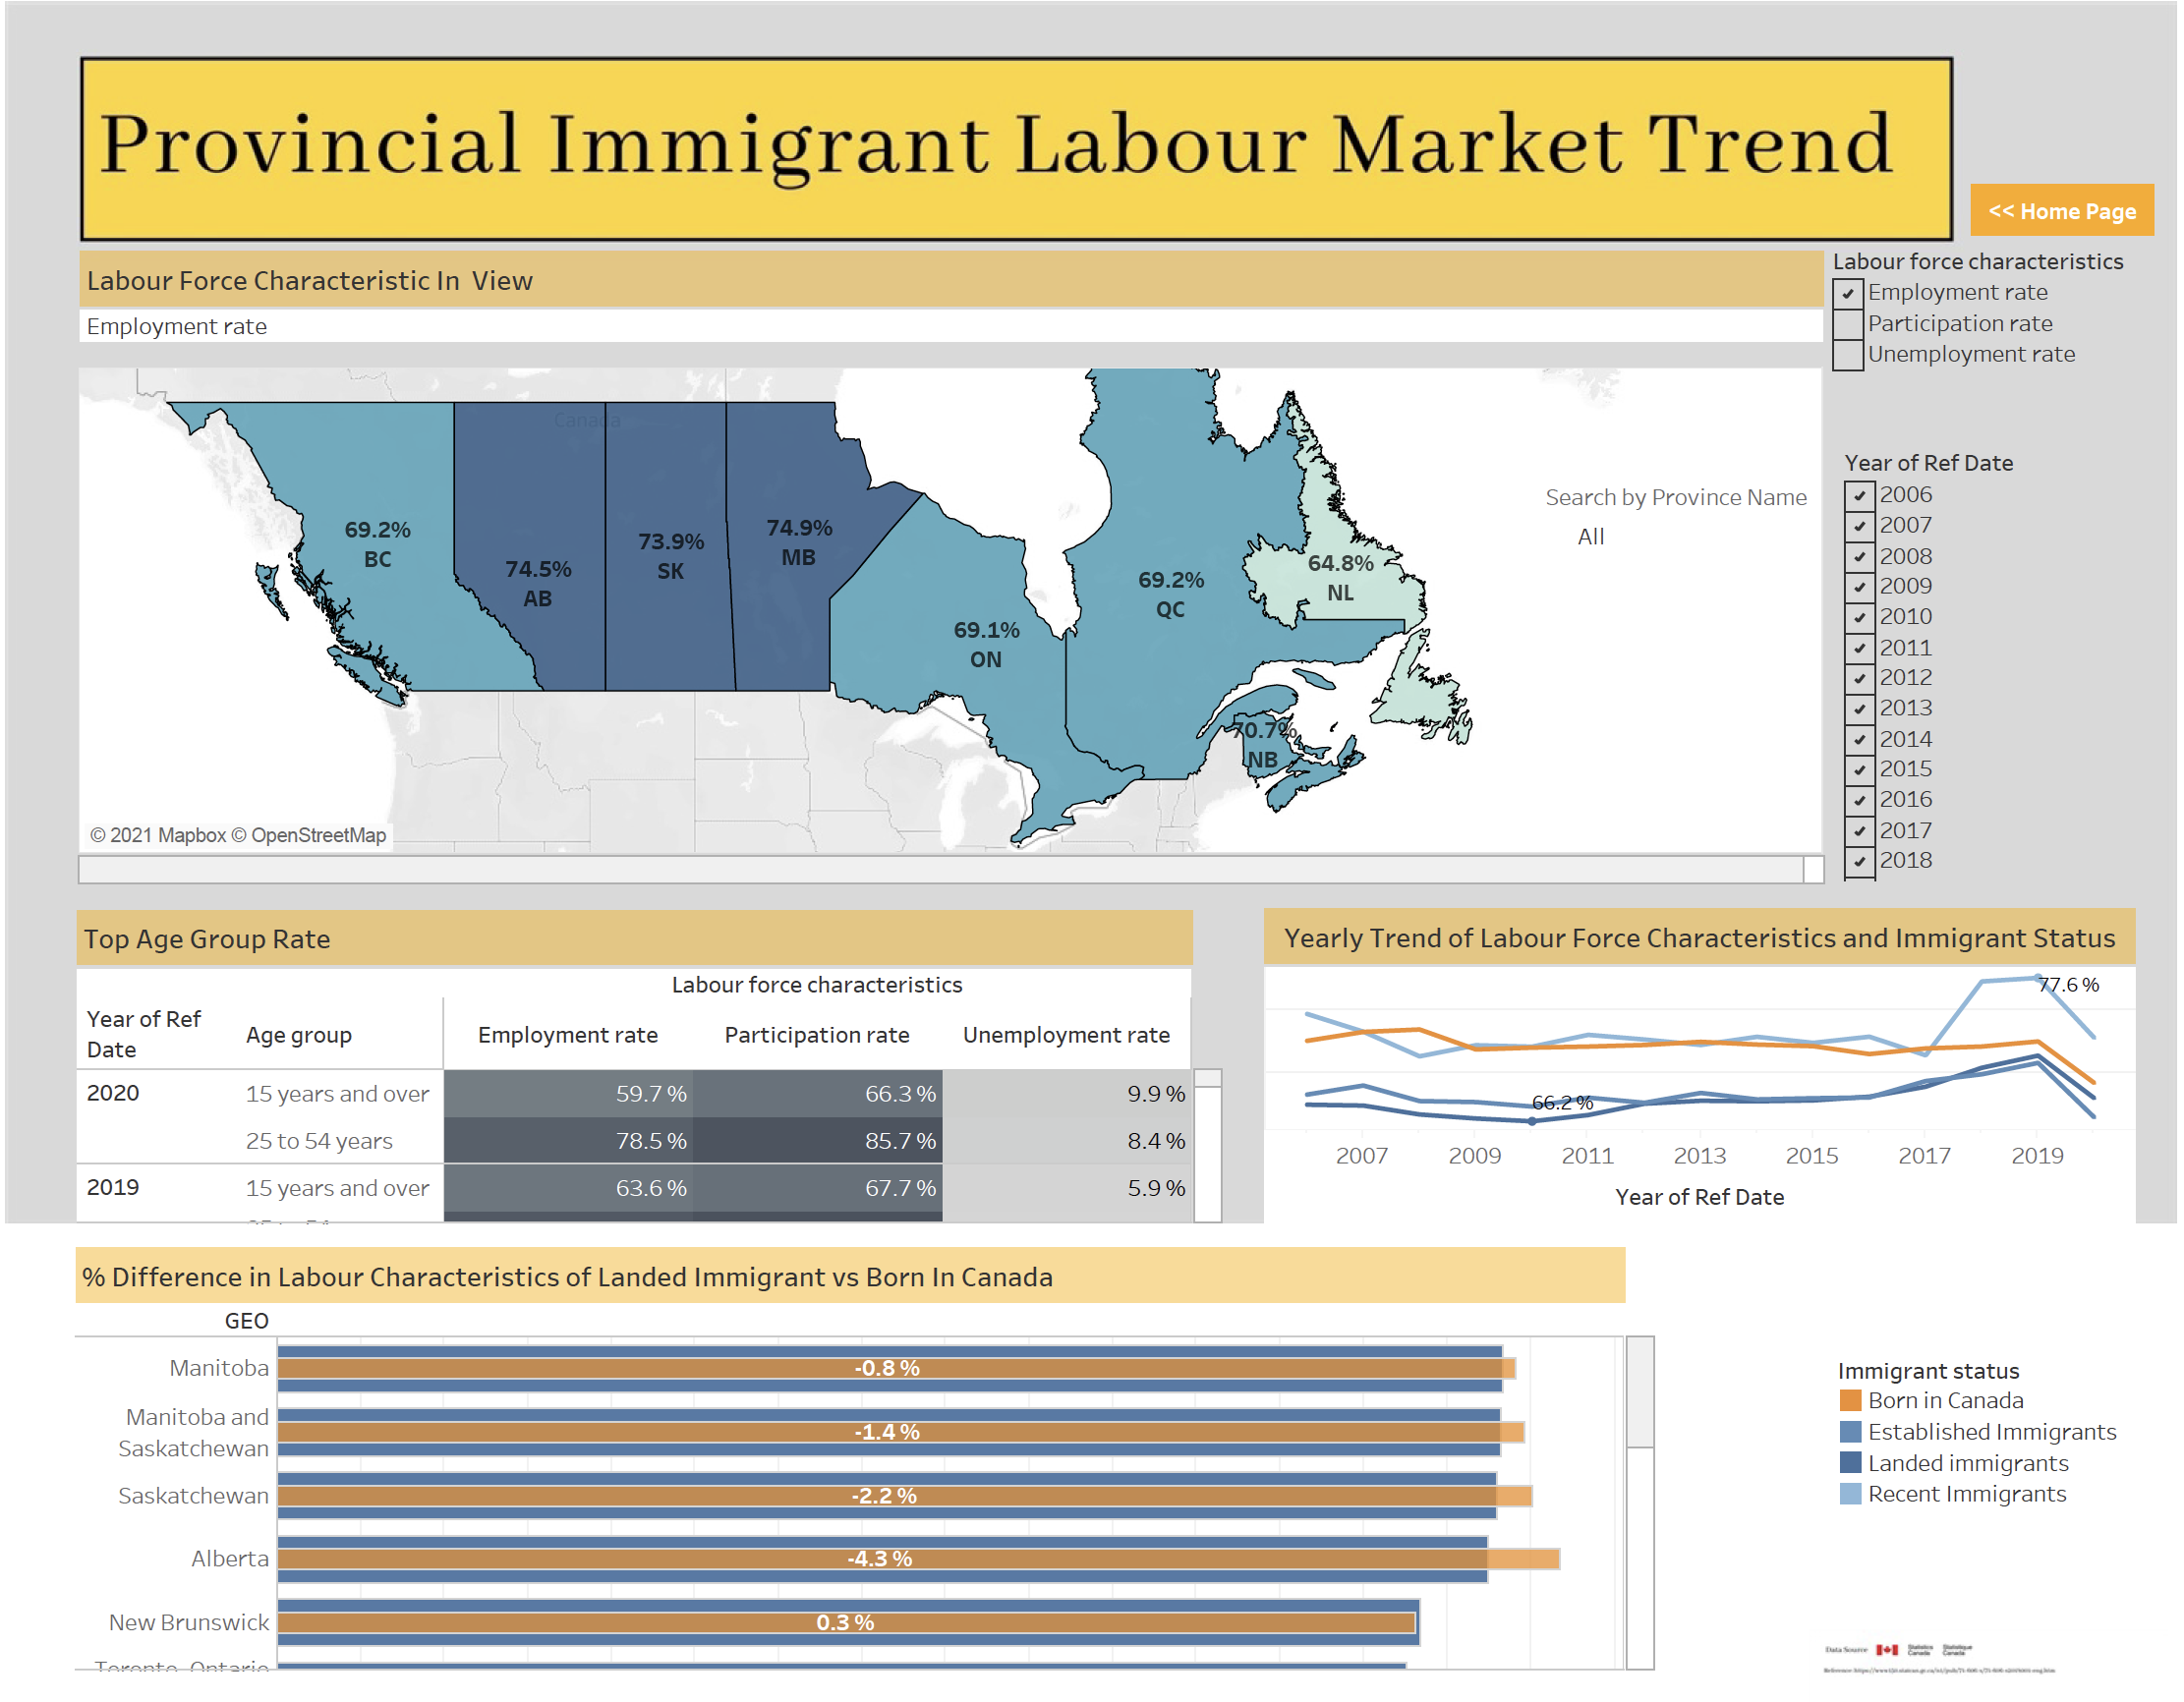 Provincial Immigrant Labour Market Trend
<< Home Page
Labour Force Characteristic In  View
Employment rate
Labour force characteristics
Employment rate
Participation rate
Unemployment rate
Canada
69.2%
BC
74.5%
AB
73.9%
SK
74.9%
MB
69.1%
ON
69.2%
QC
64.8%
NL
70.7%
NB
Search by Province Name
All
© 2021 Mapbox © OpenStreetMap
Year of Ref Date
2006
2007
2008
2009
2010
2011
2012
2013
2014
2015
2016
2017
2018
Top Age Group Rate
Labour force characteristics
Year of Ref
Date
Age group
Employment rate
Participation rate
Unemployment rate
2020
15 years and over
59.7 %
66.3 %
9.9 %
25 to 54 years
78.5 %
85.7 %
8.4 %
2019
15 years and over
63.6 %
67.7 %
5.9 %
Yearly Trend of Labour Force Characteristics and Immigrant Status
77.6 %
66.2 %
2007
2009
2011
2013
2015
2017
2019
Year of Ref Date
% Difference in Labour Characteristics of Landed Immigrant vs Born In Canada
GEO
Manitoba
-0.8 %
Manitoba and
Saskatchewan
-1.4 %
Saskatchewan
-2.2 %
Alberta
-4.3 %
New Brunswick
0.3 %
Toronto, Ontario
Immigrant status
Born in Canada
Established Immigrants
Landed immigrants
Recent Immigrants
Data Source
Statistics
Canada
Statistique
Canada